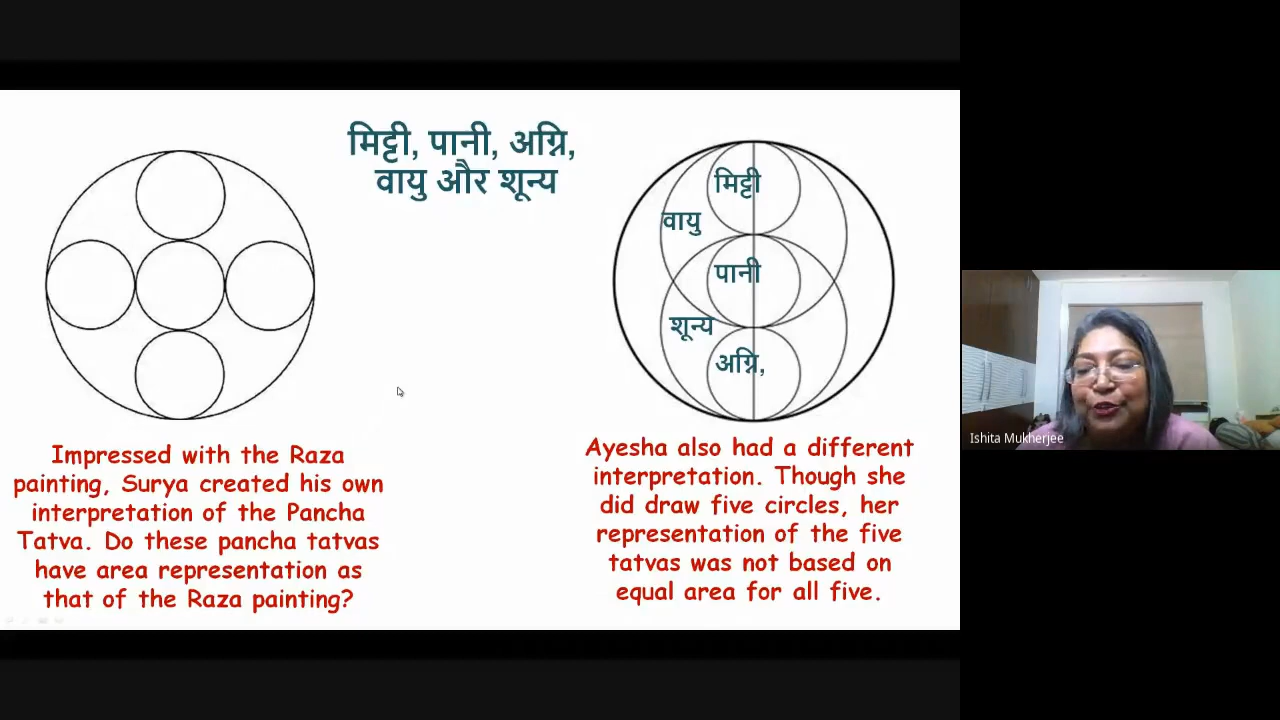 मिट्टी, पानी, अग्नि,
वायु और शून्य
मिट्टी
वायु
पानी
शून्य
अग्नि,
Impressed with the Raza
painting, Surya created his own
interpretation of the Pancha
Tatva. Do these pancha tatvas
have area representation as
that of the Raza painting?
Ayesha also had a different
interpretation. Though she
did draw five circles, her
representation of the five
tatvas was not based on
equal area for all five.
Ishita Mukherjee